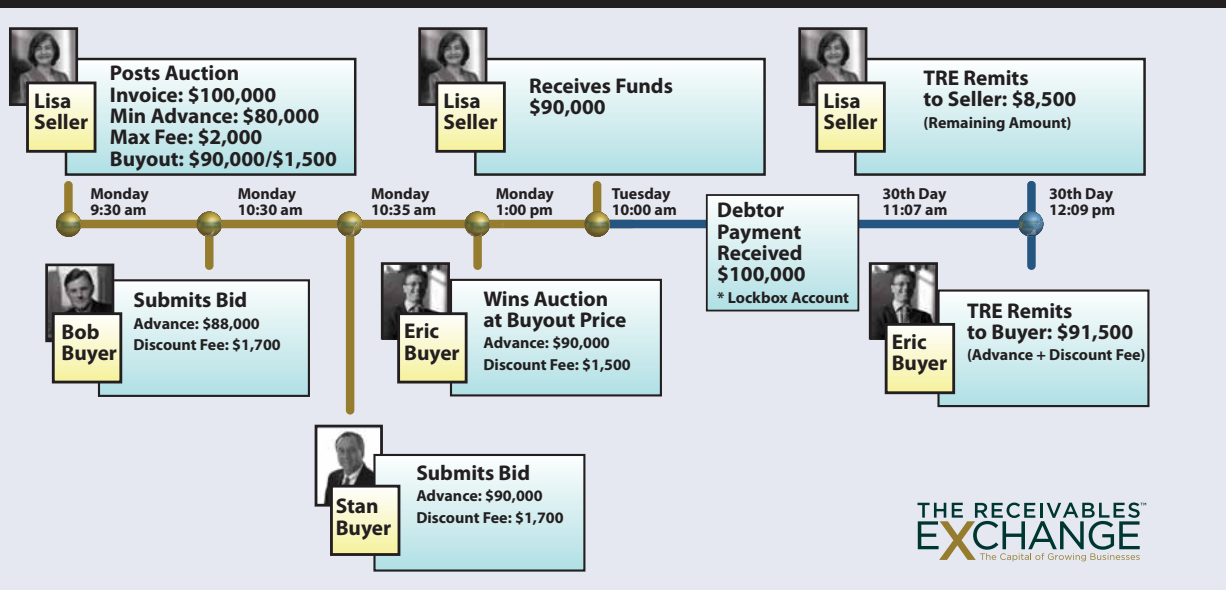 Lisa
Seller
Posts Auction
Invoice: $100,000
Min Advance: $80,000
Max Fee: $2,000
Buyout: $90,000/$1,500
Lisa
Seller
Receives Funds
$90,000
Lisa
Seller
TRE Remits
to Seller: $8,500
(Remaining Amount)
Monday
9:30 am
Monday
10:30 am
Monday
10:35 am
Monday
1:00 pm
Tuesday
10:00 am
Debtor
Payment
Received
$100,000
* Lockbox Account
30th Day
11:07 am
30th Day
12:09 pm
Bob
Buyer
Submits Bid
Advance: $88,000
Discount Fee: $1,700
Eric
Buyer
Wins Auction
at Buyout Price
Advance: $90,000
Discount Fee: $1,500
Eric
Buyer
TRE Remits
to Buyer: $91,500
(Advance + Discount Fee)
Stan
Buyer
Submits Bid
Advance: $90,000
Discount Fee: $1,700
THE RECEIVABLES™
EXCHANGE
The Capital of Growing Businesses